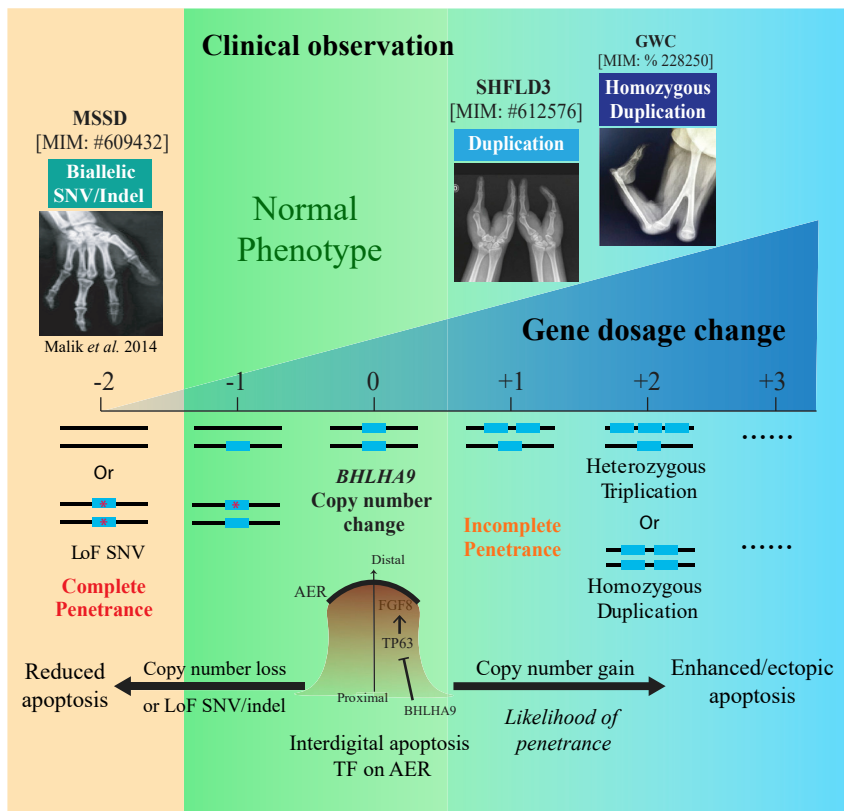 Clinical observation
GWC
[MIM: % 228250]
Homozygous
Duplication
SHFLD3
[MIM: #612576]
Duplication
MSSD
[MIM: #609432]
Biallelic
SNV/Indel
Normal
Phenotype
Malik et al. 2014
Gene dosage change
-2
-1
0
+1
+2
+3
Or
LoF SNV
Complete
Penetrance
BHLHA9
Copy number
change
Incomplete
Penetrance
Heterozygous
Triplication
Or
Homozygous
Duplication
......
......
Distal
AER
FGF8
TP63
Proximal
BHLHA9
Reduced
apoptosis
Copy number loss
or LoF SNV/indel
Copy number gain
Likelihood of
penetrance
Enhanced/ectopic
apoptosis
Interdigital apoptosis
TF on AER